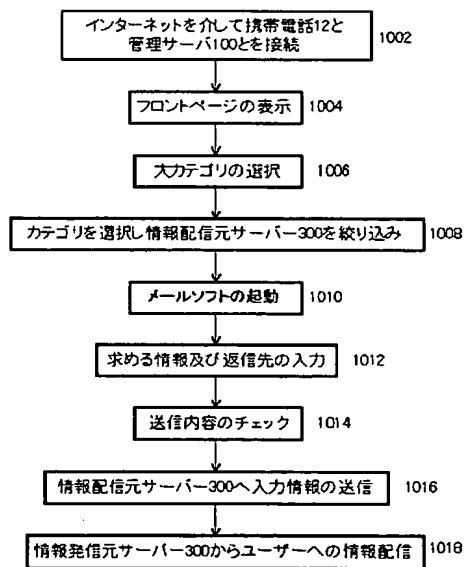 インターネットを介して携帯電話12と
管理サーバ100とを接続
1002
フロントページの表示
1004
大カテゴリの選択
1006
カテゴリを選択し情報配信元サーバー300を絞り込み
1008
メールソフトの起動
1010
求める情報及び返信先の入力
1012
送信内容のチェック
1014
情報配信元サーバー300へ入力情報の送信
1016
情報発信元サーバー300からユーザーへの情報配信
1018